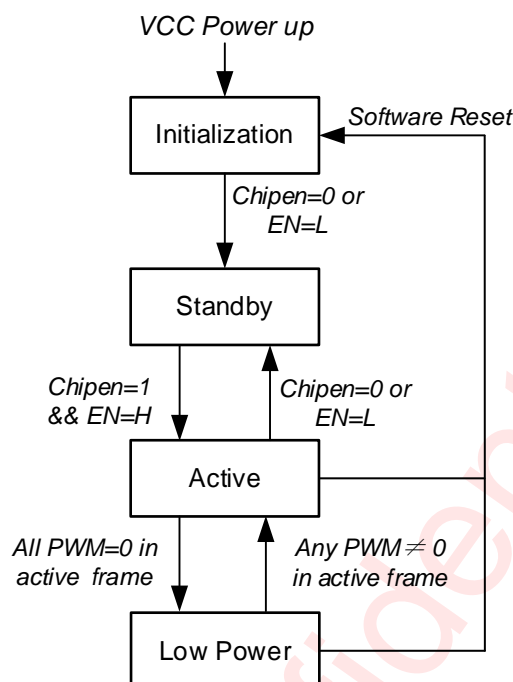 VCC Power up
Initialization
Software Reset
Chipen=0 or
EN=L
Standby
Chipen=1
&& EN=H
Chipen=0 or
EN=L
Active
All PWM=0 in
active frame
Any PWM≠0
in active frame
Low Power